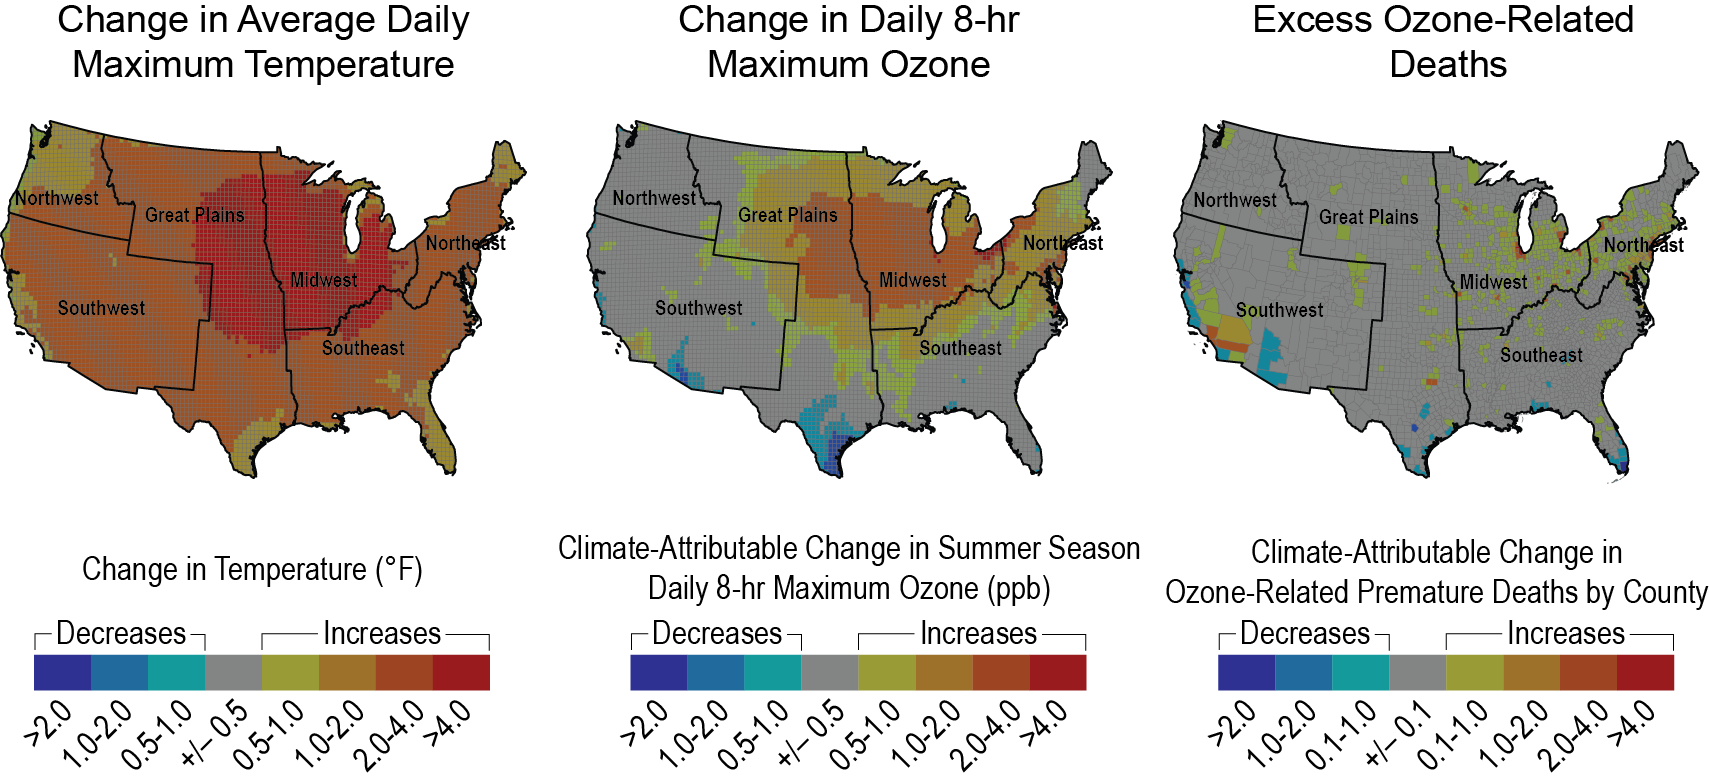 Change in Average Daily
Maximum Temperature
Northwest
Great Plains
Northeast
Midwest
Southwest
Southeast
Change in Temperature (°F)
Decreases
Increases
>2.0
1.0-2.0
0.5-1.0
+/− 0.5
0.5-1.0
1.0-2.0
2.0-4.0
>4.0
Change in Daily 8-hr
Maximum Ozone
Northwest
Great Plains
Northeast
Midwest
Southwest
Southeast
Climate-Attributable Change in Summer Season
Daily 8-hr Maximum Ozone (ppb)
Decreases
Increases
>2.0
1.0-2.0
0.5-1.0
+/− 0.5
0.5-1.0
1.0-2.0
2.0-4.0
>4.0
Excess Ozone-Related
Deaths
Northwest
Great Plains
Northeast
Midwest
Southwest
Southeast
Climate-Attributable Change in
Ozone-Related Premature Deaths by County
Decreases
Increases
>2.0
1.0-2.0
0.1-1.0
+/− 0.1
0.1-1.0
1.0-2.0
2.0-4.0
>4.0